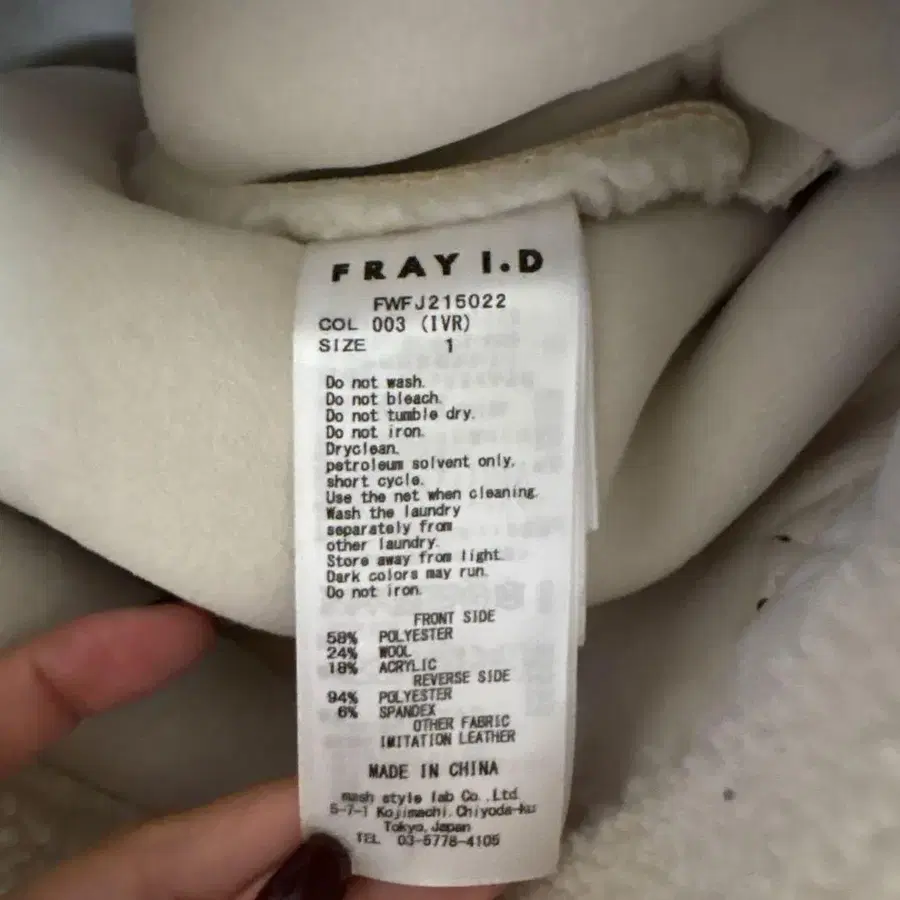 FRAY I.D
FWFJ215022
COL 003 (IVR)
SIZE 1
Do not wash.
Do not bleach.
Do not tumble dry.
Do not iron.
Dryclean.
petroleum solvent only,
short cycle.
Use the net when cleaning.
Wash the laundry
separately from
other laundry.
Store away from light.
Dark colors may run.
Do not iron.
FRONT SIDE
58% POLYESTER
24% WOOL
18% ACRYLIC
REVERSE SIDE
94% POLYESTER
6% SPANDEX
OTHER FABRIC
IMITATION LEATHER
MADE IN CHINA
mash style lab Co.,Ltd.
5-7-1 Kojimachi,Chiyoda-ku
Tokyo,Japan
TEL 03-5778-4105